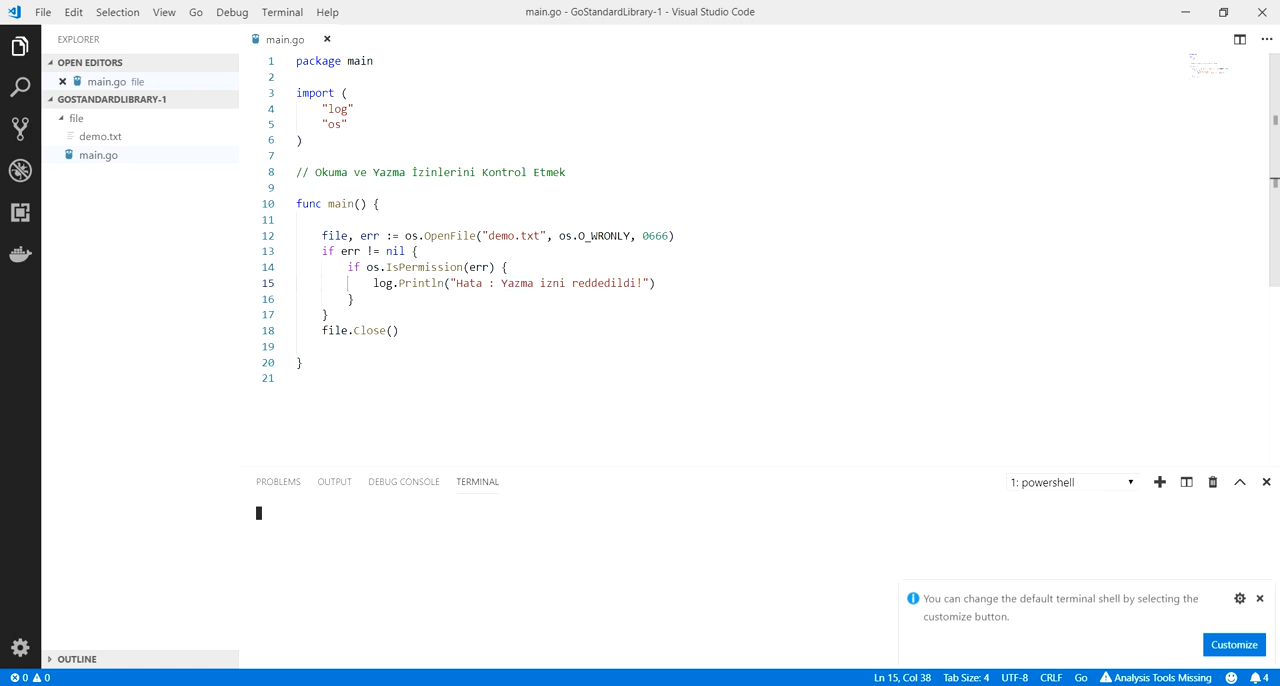 File Edit Selection View Go Debug Terminal Help
main.go - GoStandardLibrary-1 - Visual Studio Code
EXPLORER
OPEN EDITORS
main.go file
GOSTANDARDLIBRARY-1
file
demo.txt
main.go
OUTLINE
main.go
1 package main
2
3 import (
4 "log"
5 "os"
6 )
7
8 // Okuma ve Yazma İzinlerini Kontrol Etmek
9
10 func main() {
11
12 file, err := os.OpenFile("demo.txt", os.O_WRONLY, 0666)
13 if err != nil {
14 if os.IsPermission(err) {
15 log.Println("Hata : Yazma izni reddedildi!")
16 }
17 }
18 file.Close()
19
20 }
21
PROBLEMS OUTPUT DEBUG CONSOLE TERMINAL
1: powershell
You can change the default terminal shell by selecting the
customize button.
Customize
0 0
Ln 15, Col 38 Tab Size: 4 UTF-8 CRLF Go Analysis Tools Missing 4